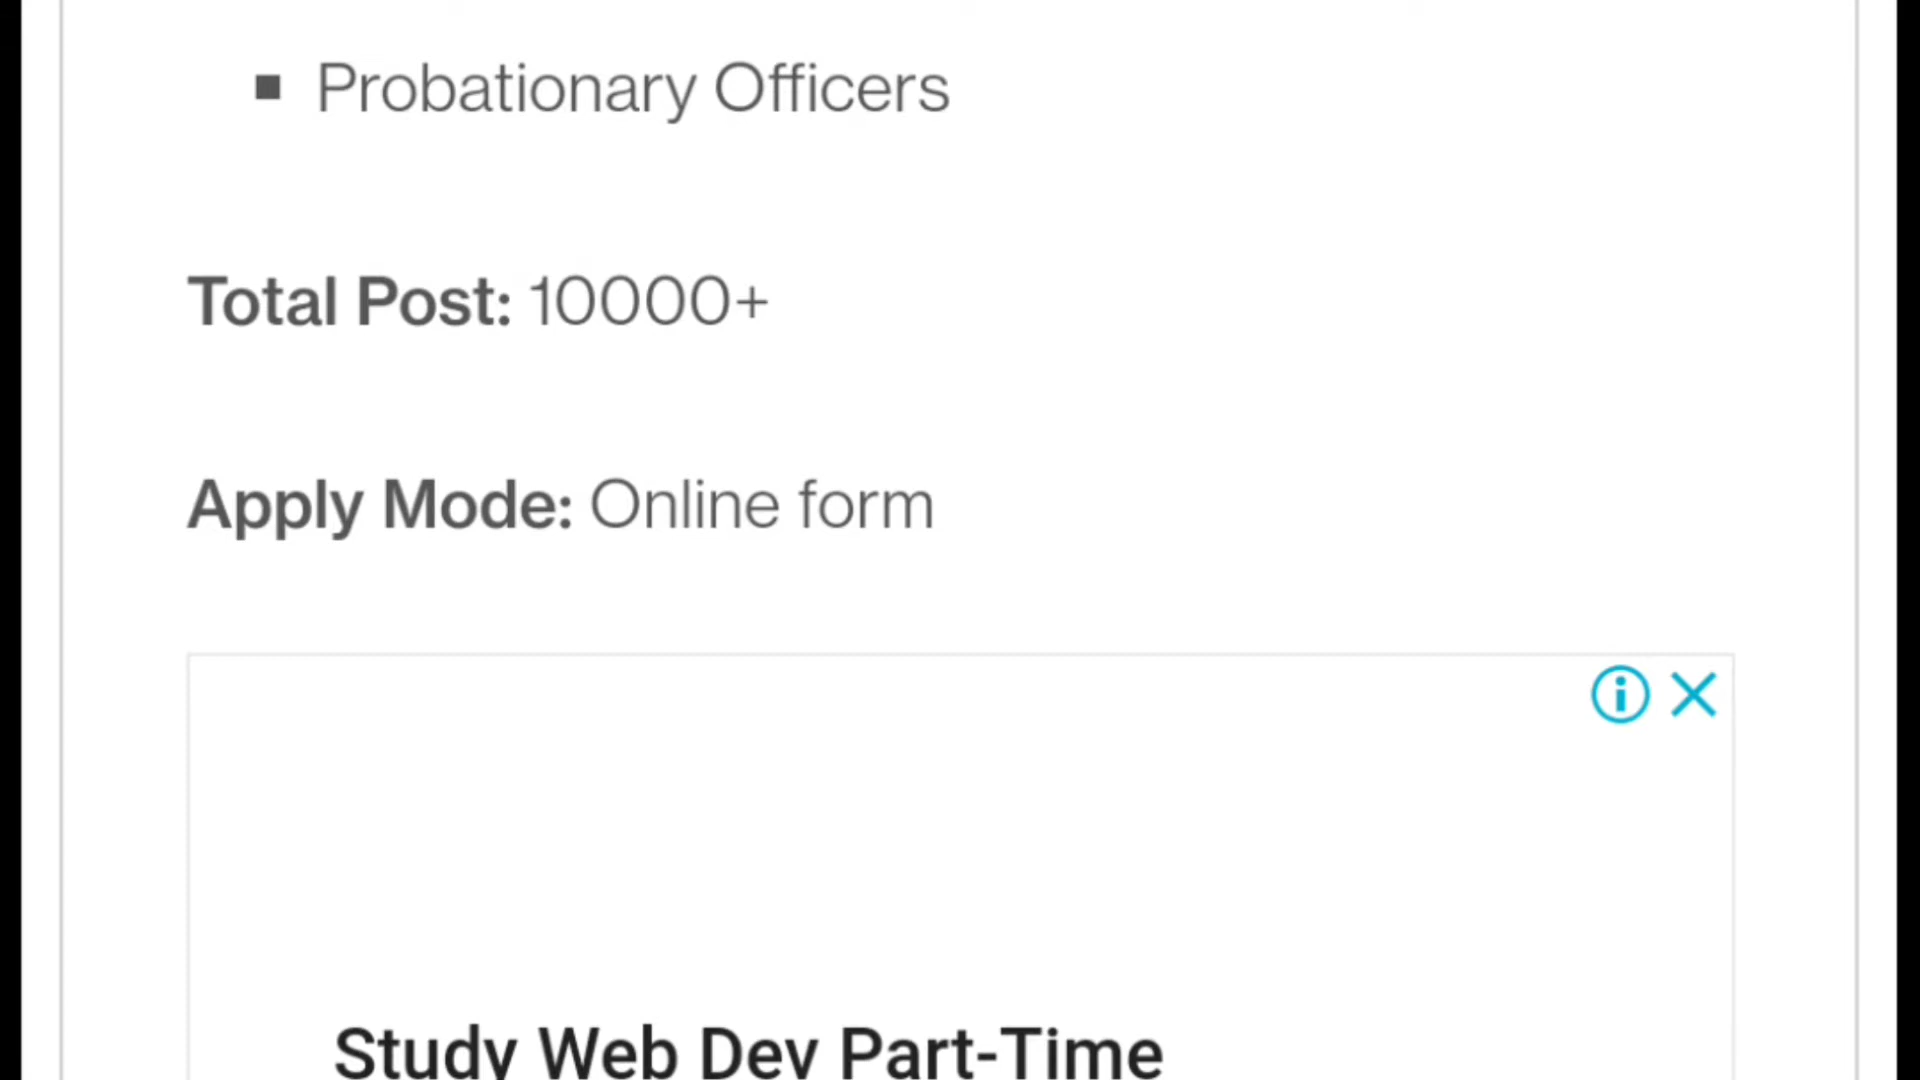 Probationary Officers
Total Post: 10000+
Apply Mode: Online form
Study Web Dev Part-Time